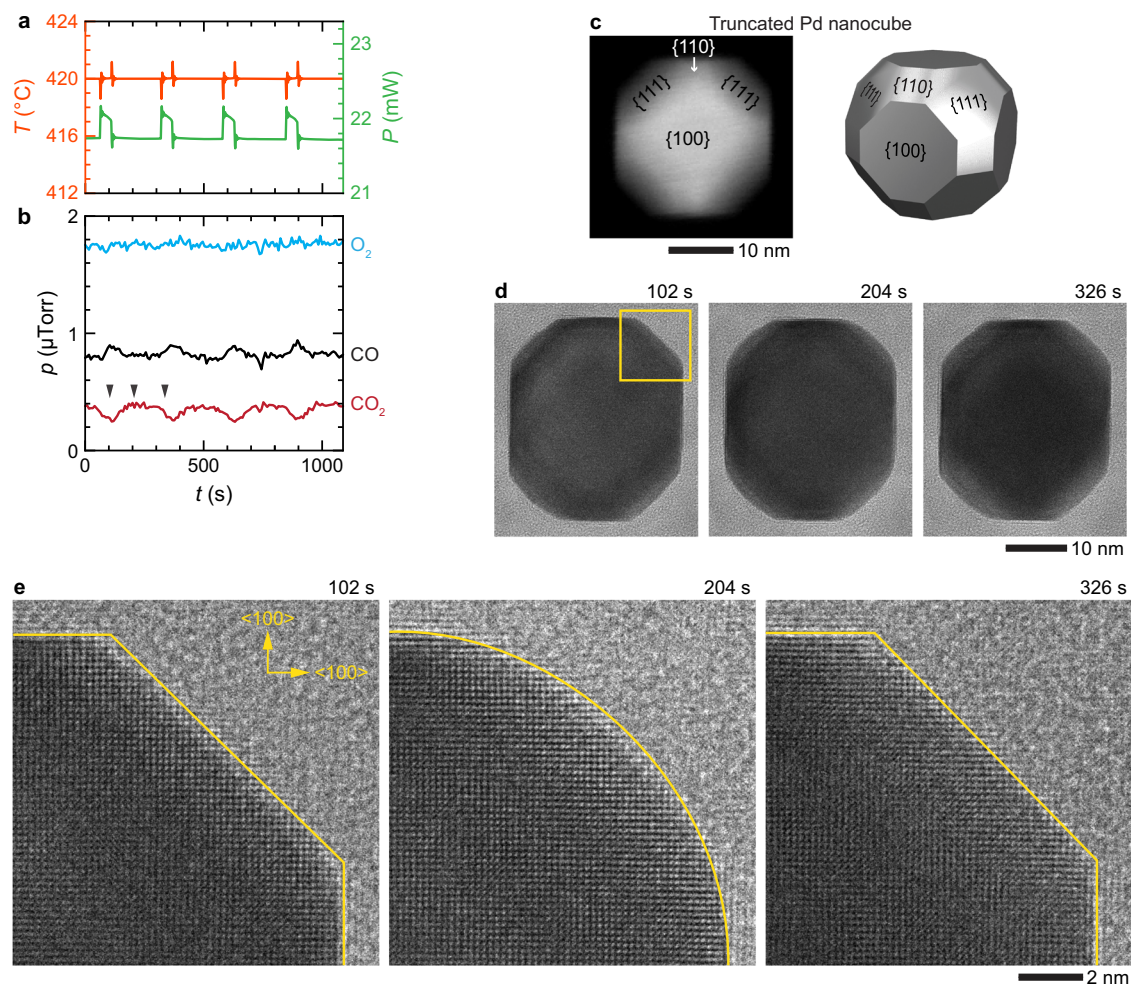 a
424
420
416
412
T (°C)
23
22
21
P (mW)
b
2
1
0
p (µTorr)
O₂
CO
CO₂
0
500
1000
t (s)
c
Truncated Pd nanocube
{110}
{111}
{111}
{100}
10 nm
{111}
{110}
{111}
{100}
d
102 s
204 s
326 s
10 nm
e
102 s
204 s
326 s
<100>
<100>
2 nm